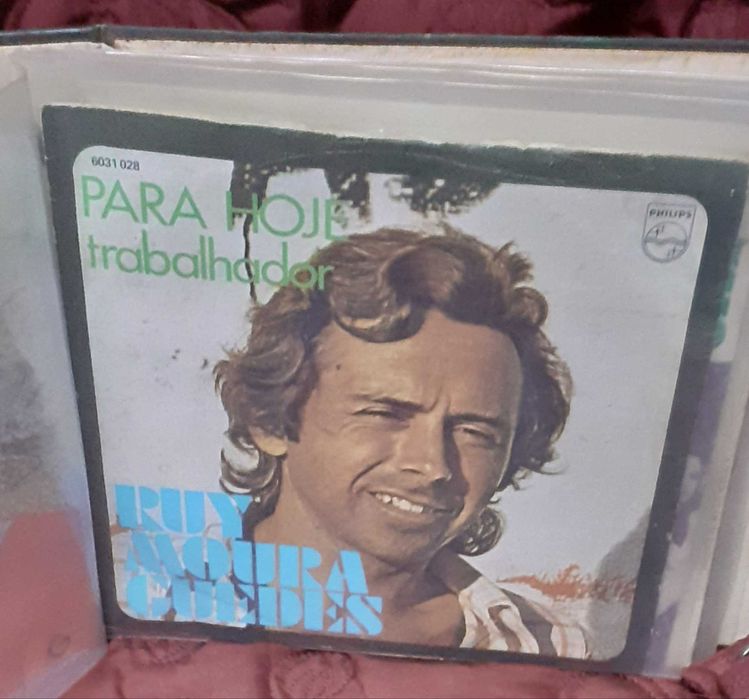 6031 028
PARA HOJE
trabalhador
PHILIPS
RUY
MOURA
GUEDES